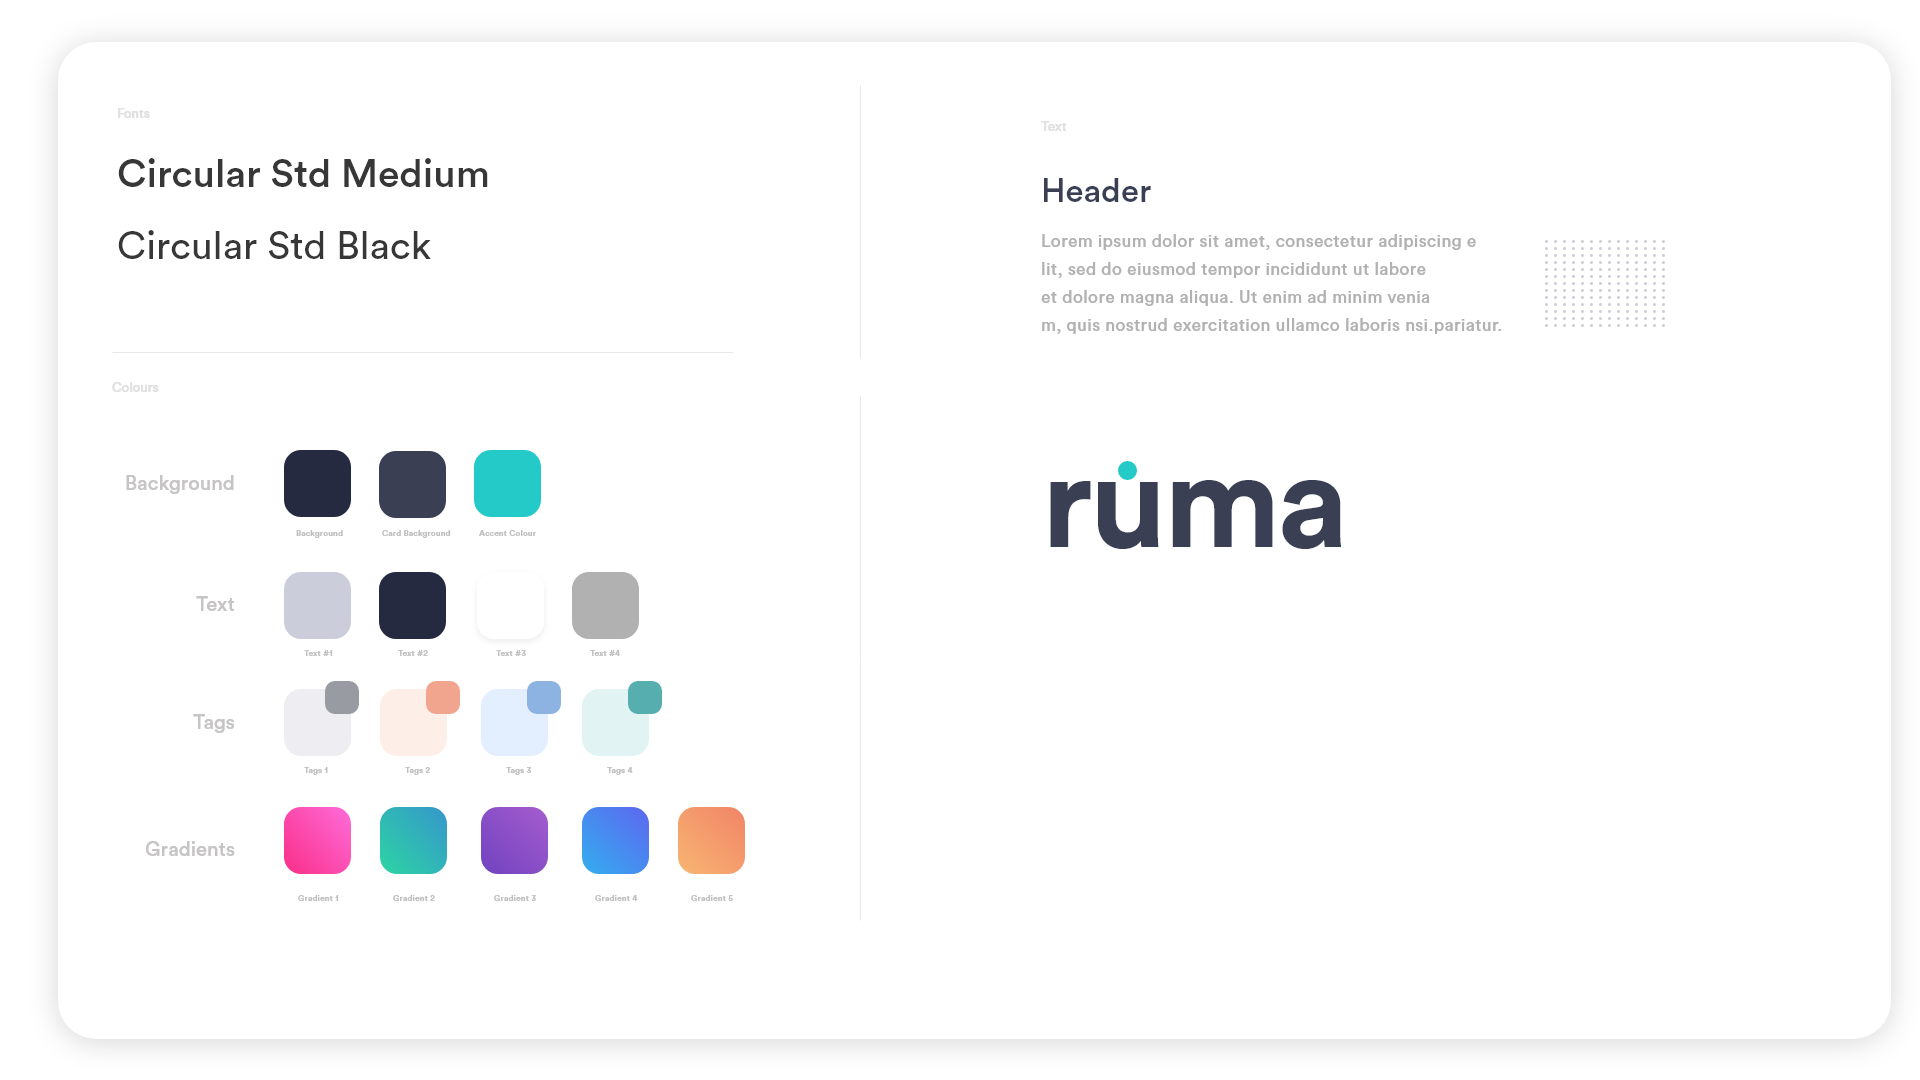 Fonts
Circular Std Medium
Circular Std Black
Colours
Background
Background
Card Background
Accent Colour
Text
Text #1
Text #2
Text #3
Text #4
Tags
Tags 1
Tags 2
Tags 3
Tags 4
Gradients
Gradient 1
Gradient 2
Gradient 3
Gradient 4
Gradient 5
Text
Header
Lorem ipsum dolor sit amet, consectetur adipiscing e
lit, sed do eiusmod tempor incididunt ut labore
et dolore magna aliqua. Ut enim ad minim venia
m, quis nostrud exercitation ullamco laboris nsi.pariatur.
ruma